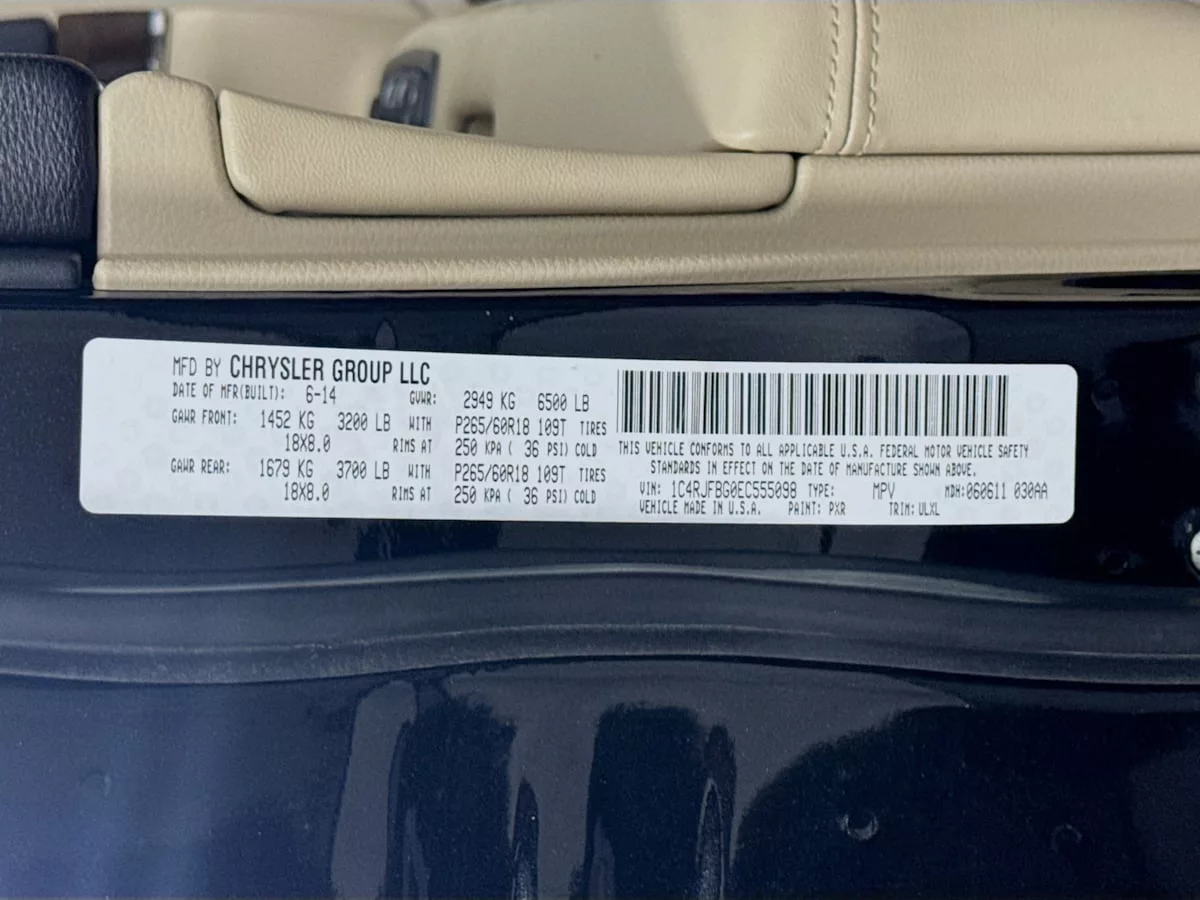 MFD BY CHRYSLER GROUP LLC
DATE OF MFR(BUILT): 6-14 GVWR: 2949 KG 6500 LB
GAWR FRONT: 1452 KG 3200 LB WITH P265/60R18 109T TIRES
18X8.0 RIMS AT 250 KPA ( 36 PSI) COLD
GAWR REAR: 1679 KG 3700 LB WITH P265/60R18 109T TIRES
18X8.0 RIMS AT 250 KPA ( 36 PSI) COLD
THIS VEHICLE CONFORMS TO ALL APPLICABLE U.S.A. FEDERAL MOTOR VEHICLE SAFETY
STANDARDS IN EFFECT ON THE DATE OF MANUFACTURE SHOWN ABOVE.
VIN: 1C4RJFBG0EC555098 TYPE: MPV MDH:060611 030AA
VEHICLE MADE IN U.S.A. PAINT: PXR TRIM: ULXL